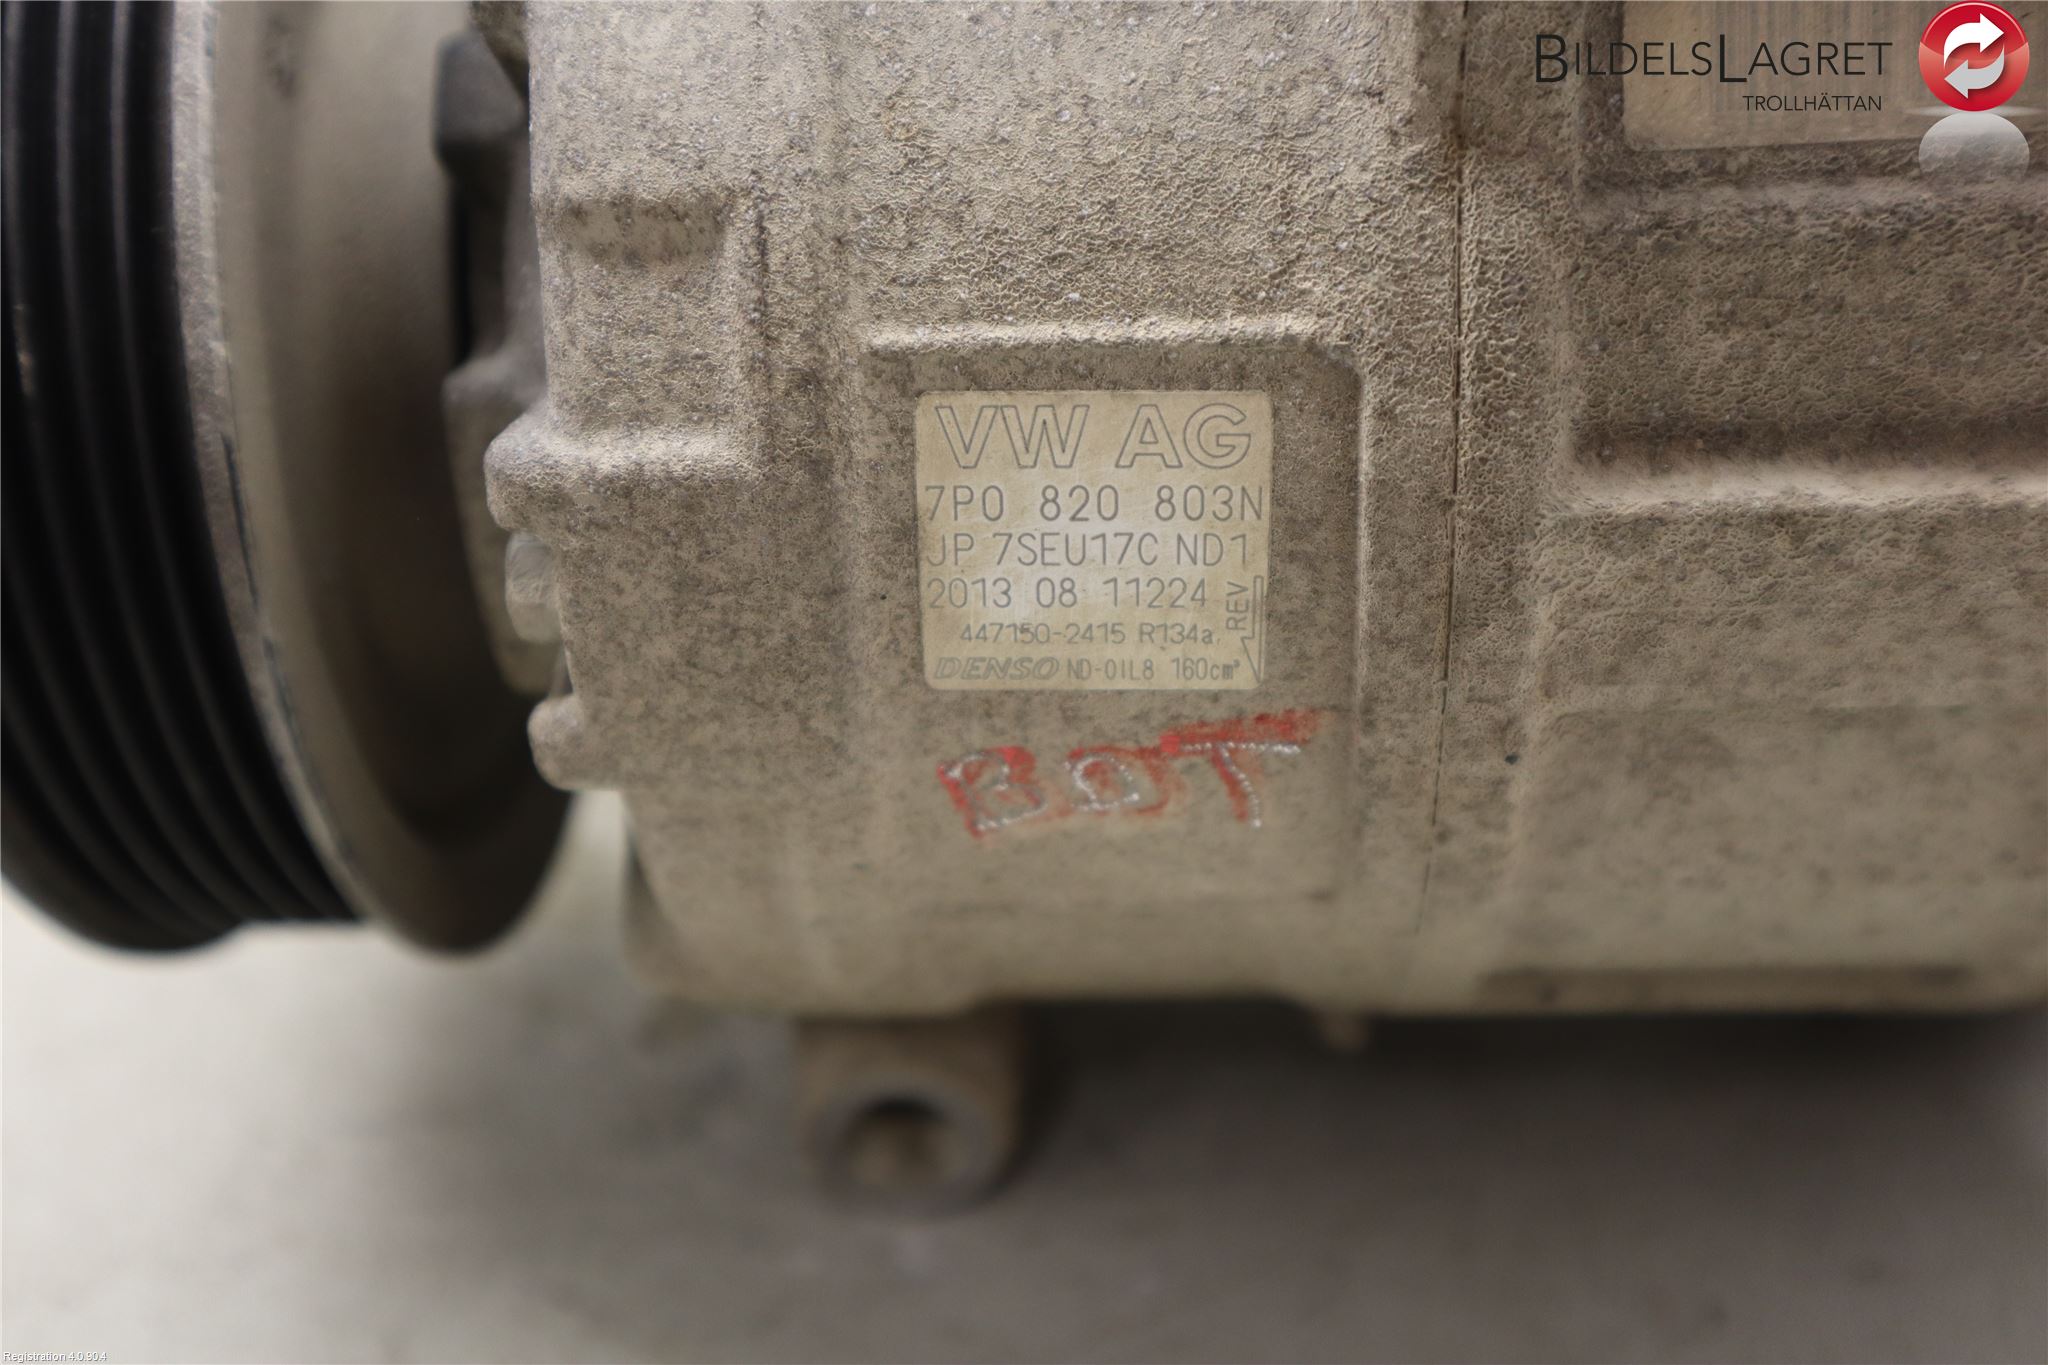 BILDELSLAGRET
TROLLHÄTTAN
VW AG
7P0 820 803N
JP 7SEU17C ND1
2013 08 11224
REV
447150-2415 R134a
DENSO ND-OIL8 160cm³
BDT
Registration 4.0.90.4